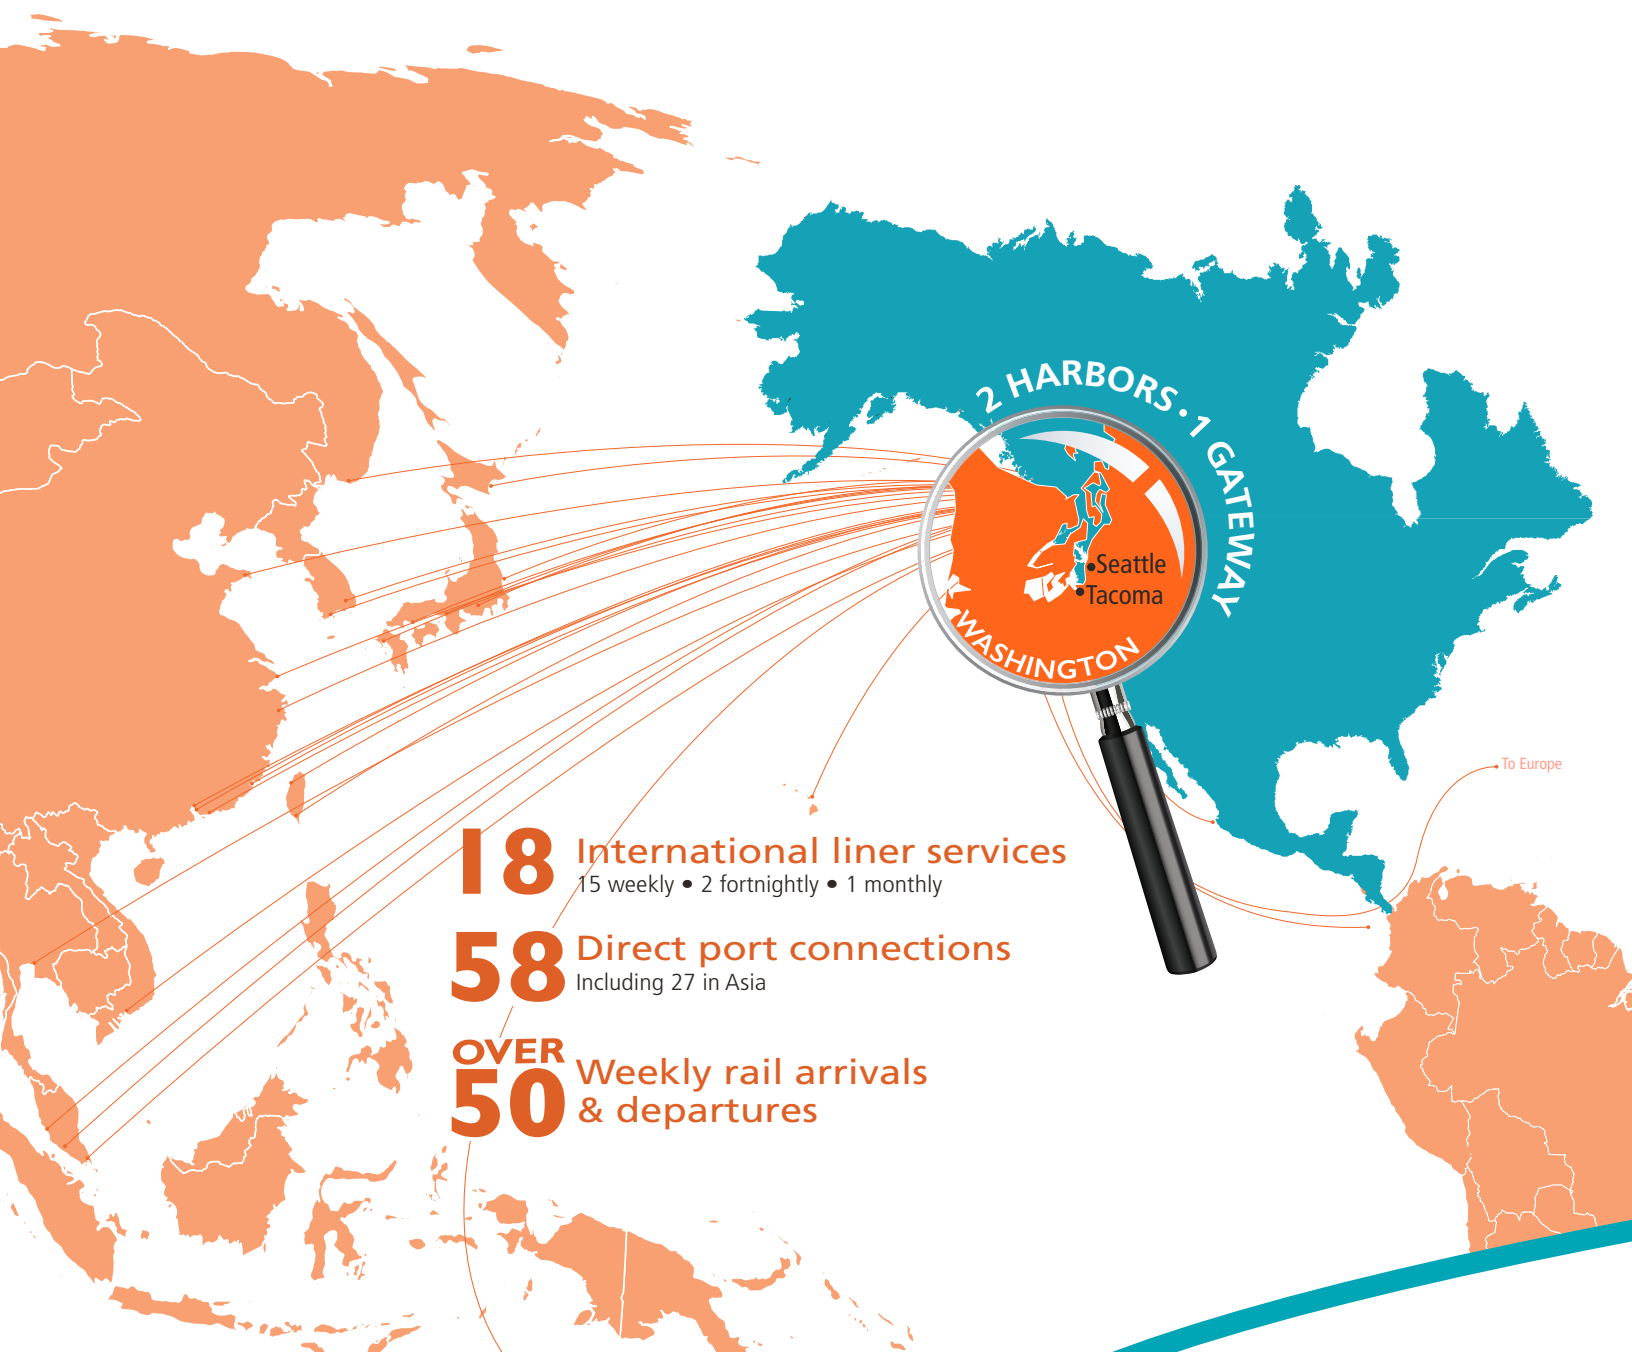 2 HARBORS • 1 GATEWAY
•Seattle
•Tacoma
WASHINGTON
To Europe
18 International liner services
15 weekly • 2 fortnightly • 1 monthly
58 Direct port connections
Including 27 in Asia
OVER
50 Weekly rail arrivals
& departures